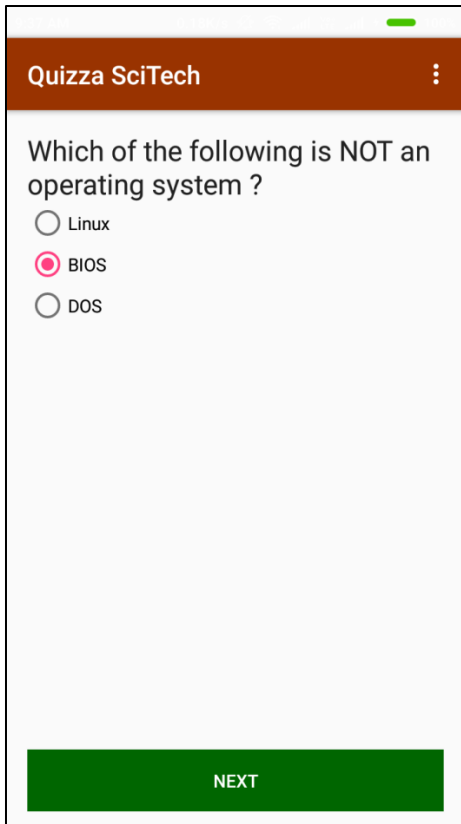 Quizza SciTech
Which of the following is NOT an
operating system ?
Linux
BIOS
DOS
NEXT